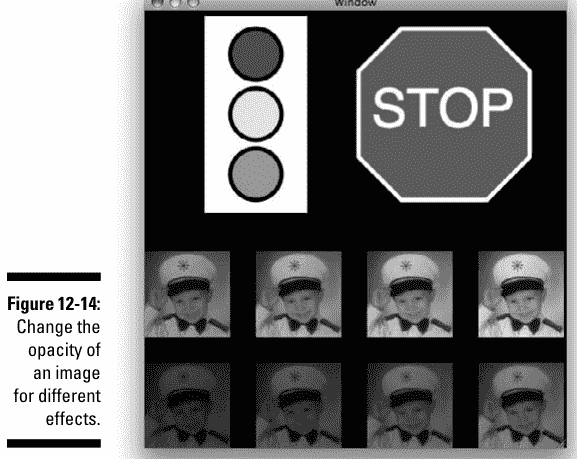 Window
STOP
Figure 12-14:
Change the
opacity of
an image
for different
effects.